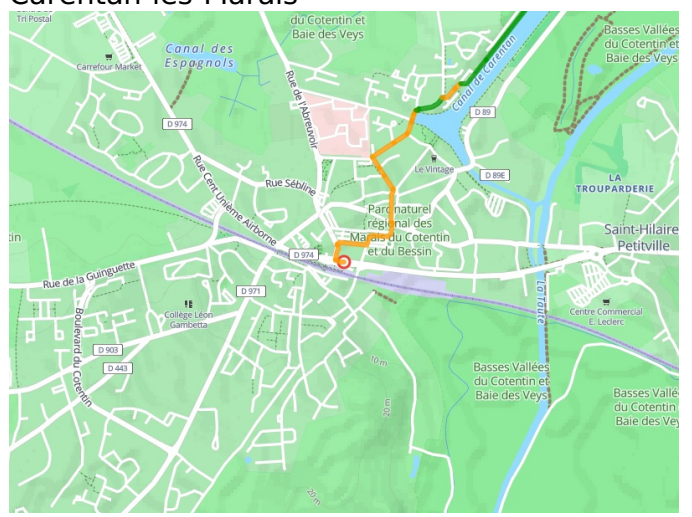 Carentan-les-Marais
Tri Postal
du Cotentin et
Baie des Veys
Basses Vallées
du Cotentin et
Baie des Veys
Canal des
Espagnols
Carrefour Market
Rue de l'Abreuvoir
Canal de Carentan
D 974
D 89
Le Vintage
D 89E
LA
TROUPARDERIE
Rue Sébline
Rue Cent Unième Airborne
Parc naturel
régional des
Marais du Cotentin
et du Bessin
Saint-Hilaire
Petitville
tin
D 974
Rue de la Guinguette
D 971
La Taute
Collège Léon
Gambetta
Centre Commercial
E. Leclerc
Boulevard du Cotentin
D 903
D 443
10 m
20 m
Basses Vallées
du Cotentin et
Baie des Veys
Basses Vallé
du Cotentin
Baie des Vey
20 m